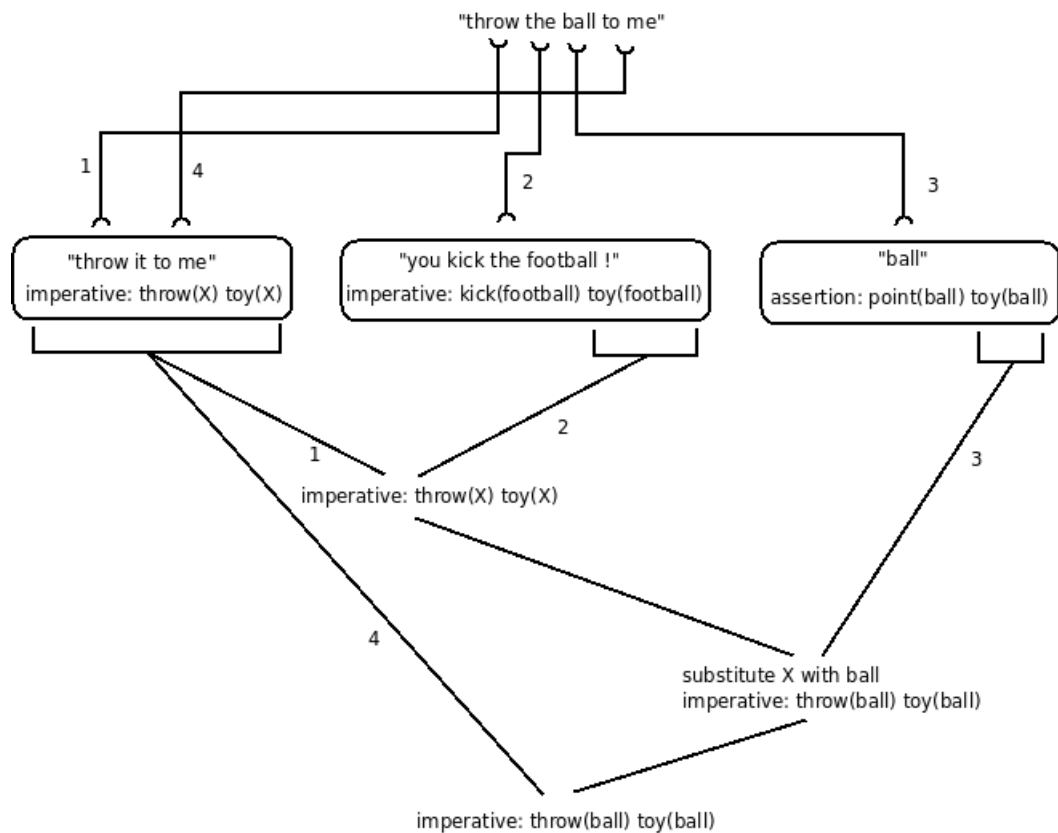 "throw the ball to me"
1
4
2
3
"throw it to me"
imperative: throw(X) toy(X)
"you kick the football !"
imperative: kick(football) toy(football)
"ball"
assertion: point(ball) toy(ball)
1
2
3
imperative: throw(X) toy(X)
4
substitute X with ball
imperative: throw(ball) toy(ball)
imperative: throw(ball) toy(ball)